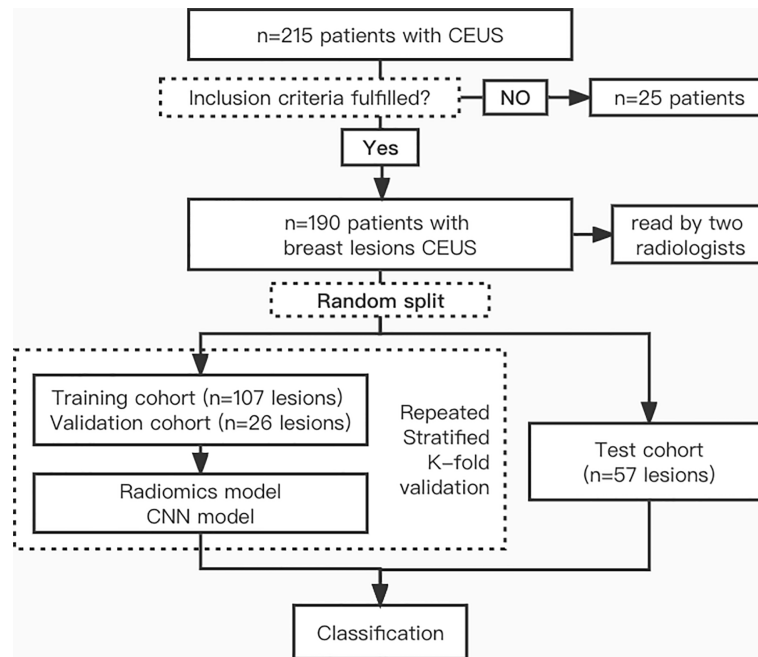 n=215 patients with CEUS
Inclusion criteria fulfilled?
NO
n=25 patients
Yes
n=190 patients with
breast lesions CEUS
read by two
radiologists
Random split
Training cohort (n=107 lesions)
Validation cohort (n=26 lesions)
Repeated
Stratified
K-fold
validation
Radiomics model
CNN model
Test cohort
(n=57 lesions)
Classification